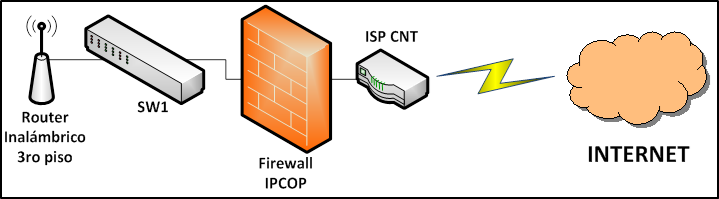 ISP CNT
Router
Inalámbrico
3ro piso
SW1
Firewall
IPCOP
INTERNET